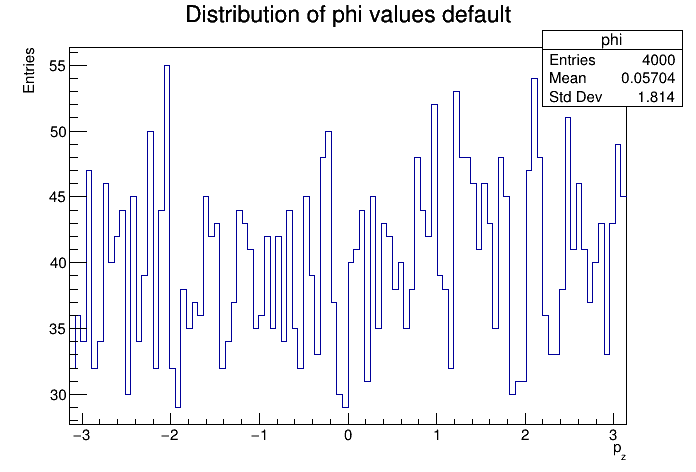 Distribution of phi values default
phi
Entries 4000
Mean 0.05704
Std Dev 1.814
Entries
55
50
45
40
35
30
−3 −2 −1 0 1 2 3
p_z